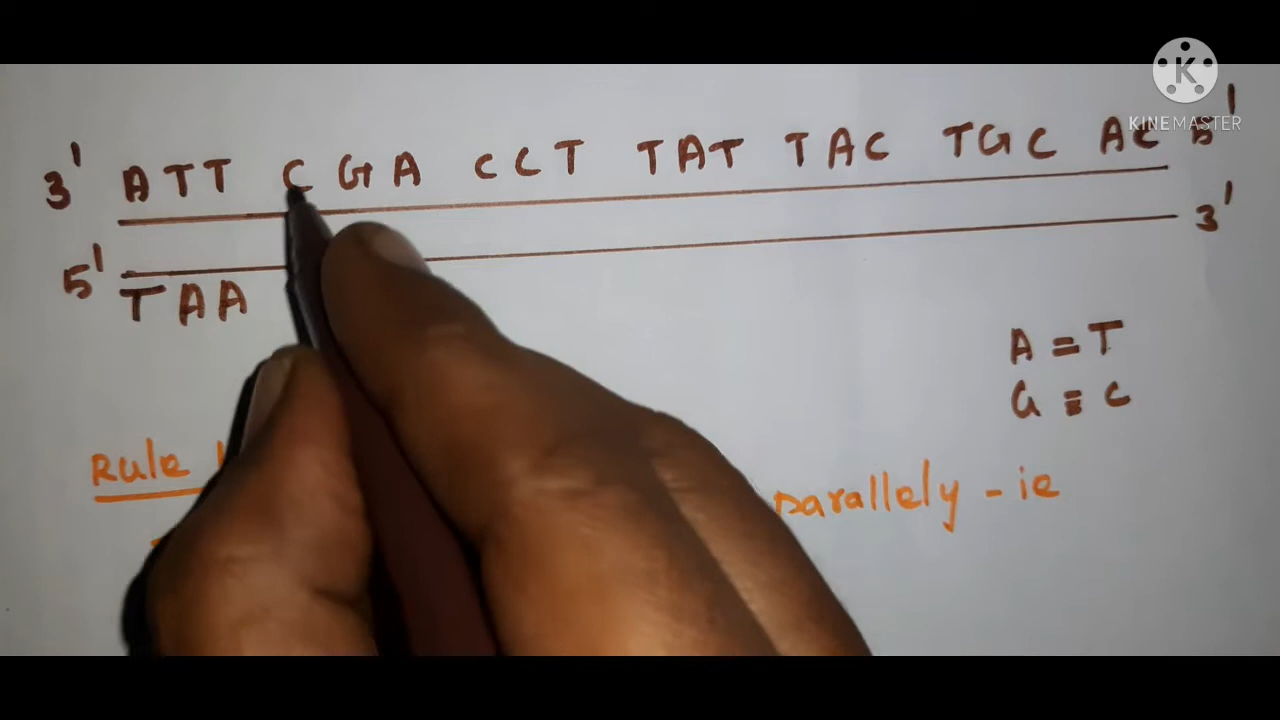 3' ATT CGA CCT TAT TAC TGC AC 5'
5' 3'
TAA
A = T
G ≡ C
Rule
parallely - ie
KINEMASTER